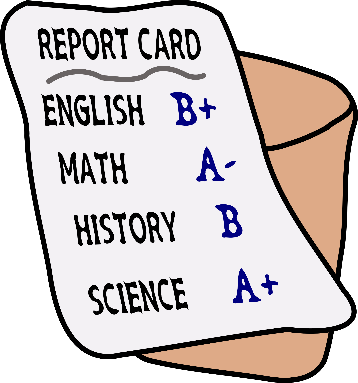 REPORT CARD
ENGLISH B+
MATH A-
HISTORY B
SCIENCE A+